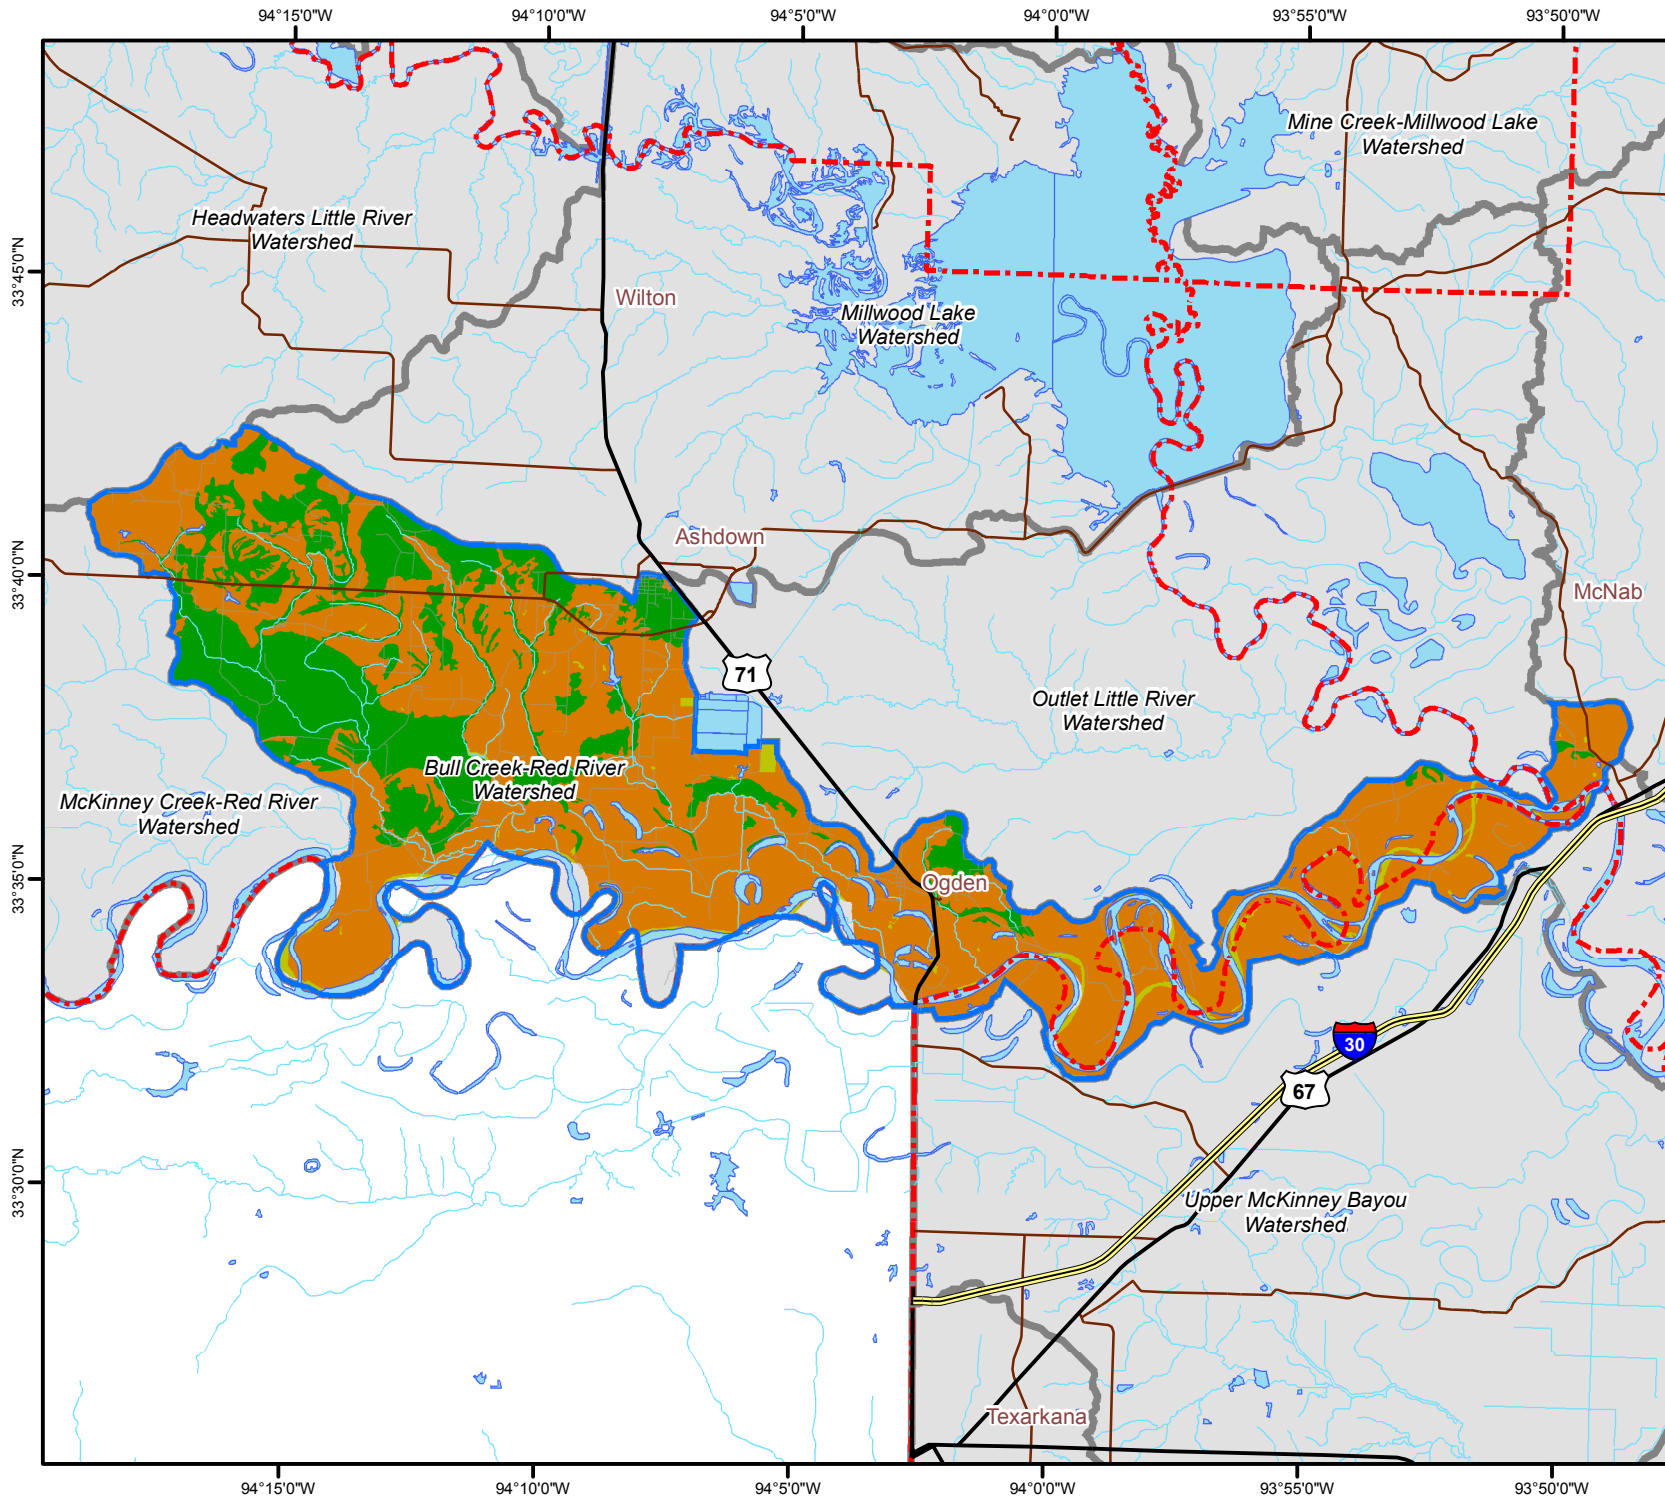 94°15'0"W
94°10'0"W
94°5'0"W
94°0'0"W
93°55'0"W
93°50'0"W
Mine Creek-Millwood Lake
Watershed
Headwaters Little River
Watershed
33°45'0"N
Wilton
Millwood Lake
Watershed
Ashdown
33°40'0"N
McNab
71
Outlet Little River
Watershed
Bull Creek-Red River
Watershed
McKinney Creek-Red River
Watershed
33°35'0"N
Ogden
30
67
33°30'0"N
Upper McKinney Bayou
Watershed
Texarkana
94°15'0"W
94°10'0"W
94°5'0"W
94°0'0"W
93°55'0"W
93°50'0"W